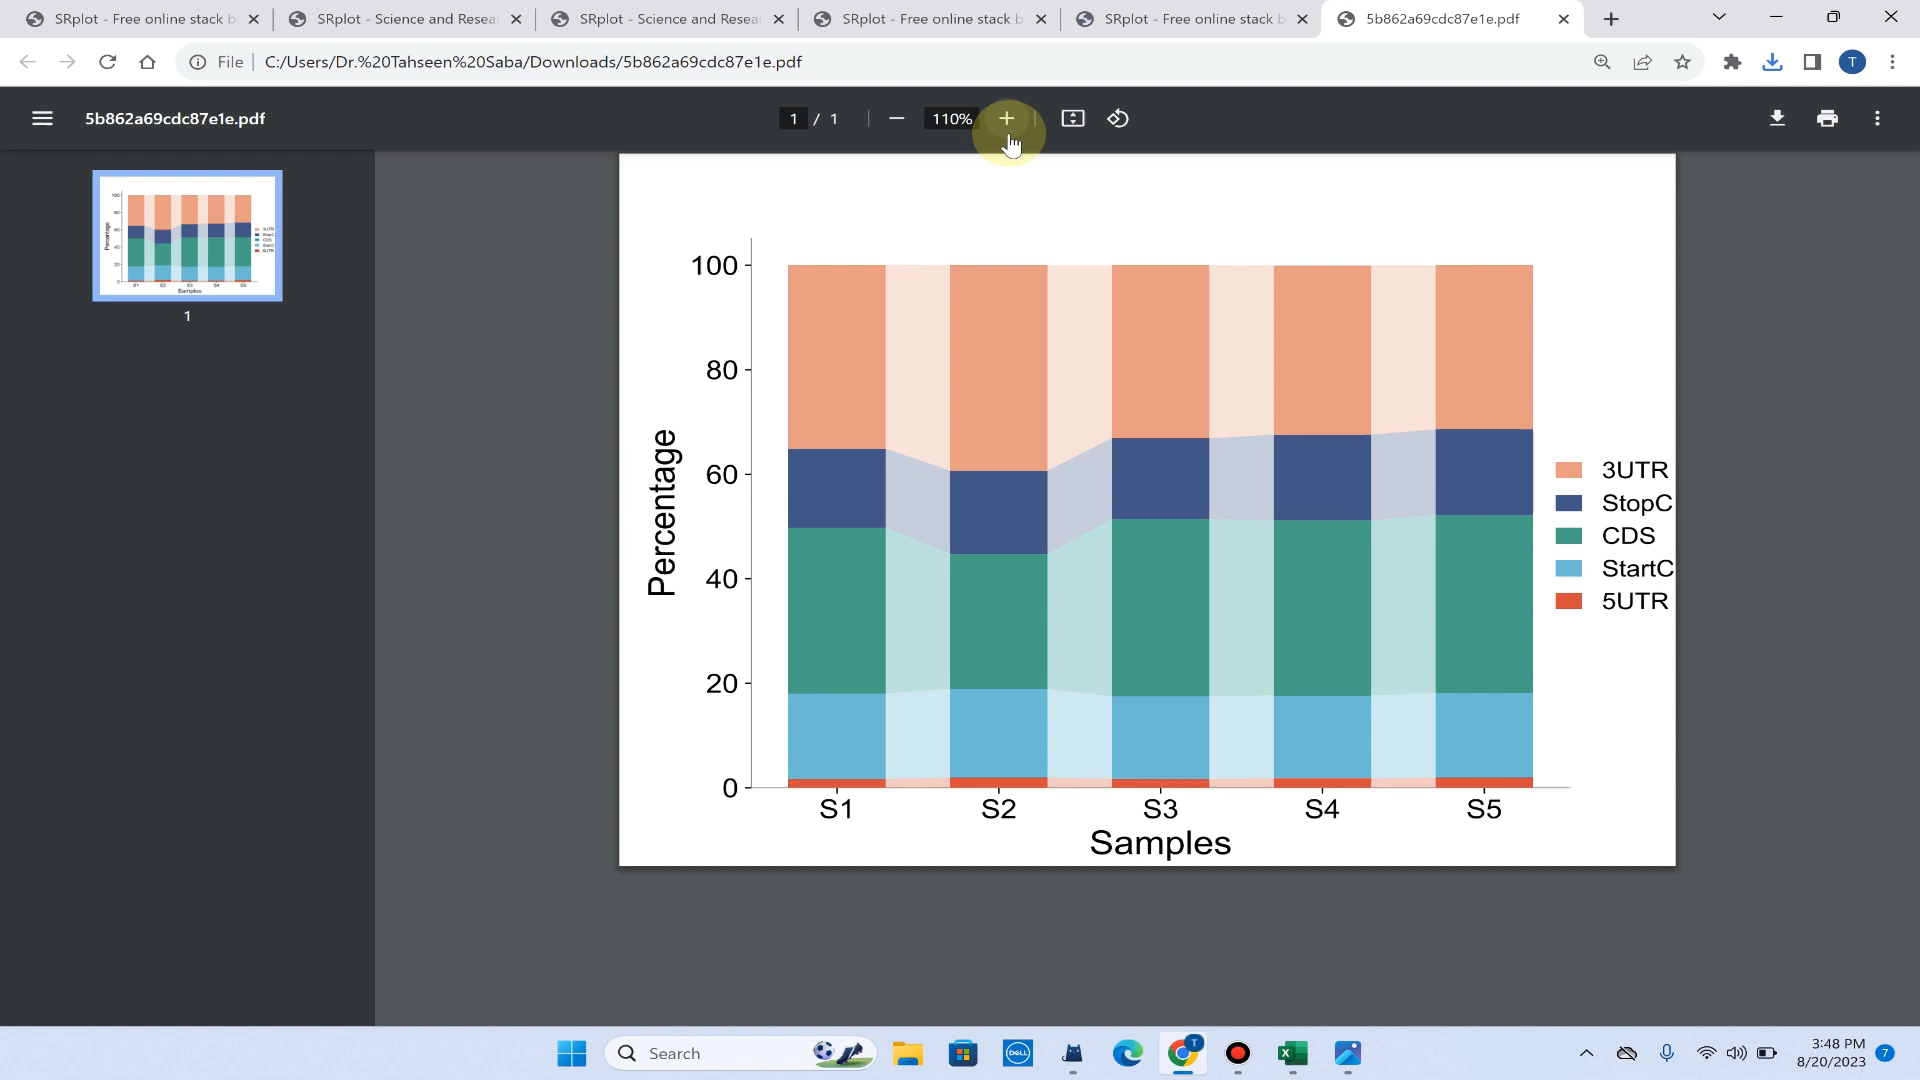 SRplot - Free online stack b
SRplot - Science and Resear
SRplot - Science and Resear
SRplot - Free online stack b
SRplot - Free online stack b
5b862a69cdc87e1e.pdf
File
C:/Users/Dr.%20Tahseen%20Saba/Downloads/5b862a69cdc87e1e.pdf
T
5b862a69cdc87e1e.pdf
1 / 1
110%
1
100
80
60
40
20
0
Percentage
S1 S2 S3 S4 S5
Samples
3UTR
StopC
CDS
StartC
5UTR
Search
DELL
T
3:48 PM
8/20/2023
7